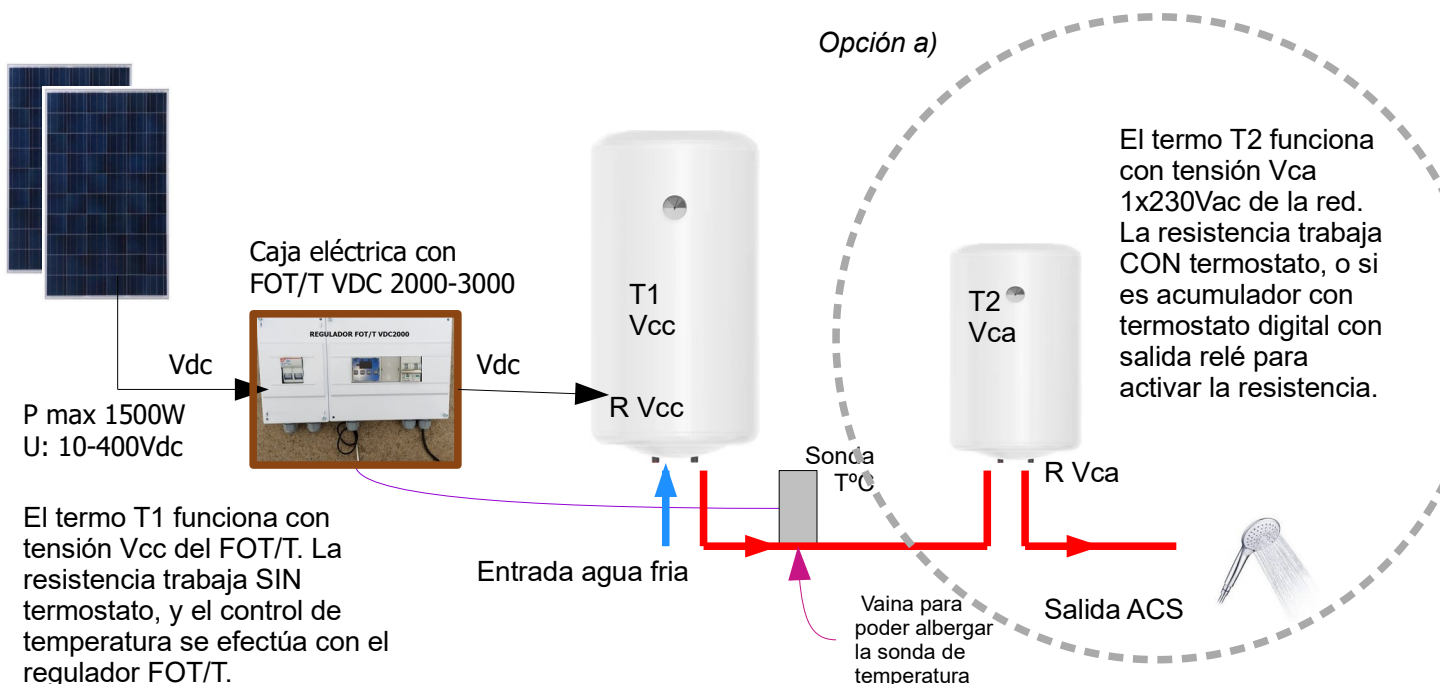 Opción a)
El termo T2 funciona
con tensión Vca
1x230Vac de la red.
La resistencia trabaja
CON termostato, o si
es acumulador con
termostato digital con
salida relé para
activar la resistencia.
Caja eléctrica con
FOT/T VDC 2000-3000
REGULADOR FOT/T VDC2000
Vdc
Vdc
P max 1500W
U: 10-400Vdc
T1
Vcc
R Vcc
T2
Vca
R Vca
Sonda
TºC
Entrada agua fria
Salida ACS
Vaina para
poder albergar
la sonda de
temperatura
El termo T1 funciona con
tensión Vcc del FOT/T. La
resistencia trabaja SIN
termostato, y el control de
temperatura se efectúa con el
regulador FOT/T.